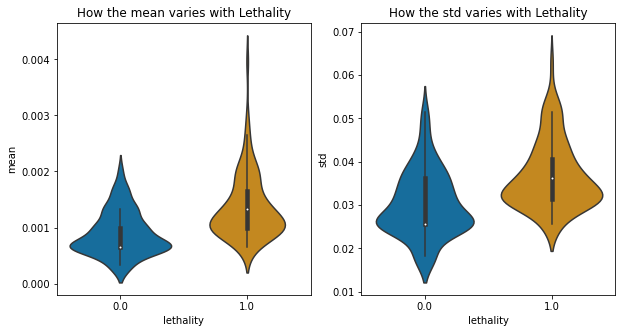 How the mean varies with Lethality
mean
0.004
0.003
0.002
0.001
0.000
0.0
1.0
lethality
How the std varies with Lethality
std
0.07
0.06
0.05
0.04
0.03
0.02
0.01
0.0
1.0
lethality